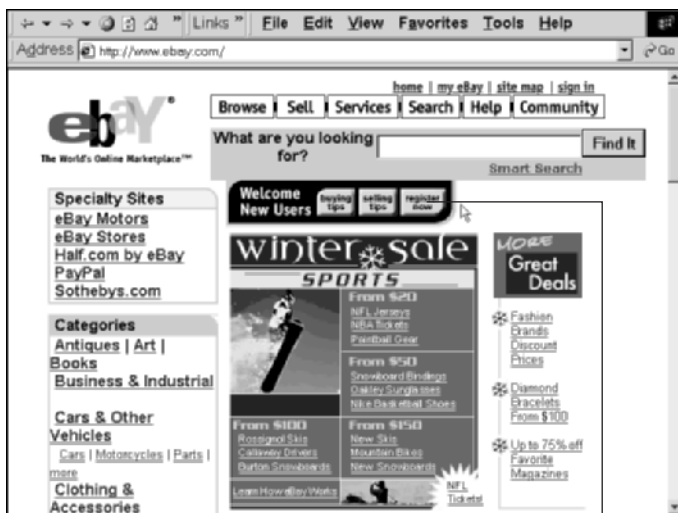 Links File Edit View Favorites Tools Help
Address http://www.ebay.com/ Go
home | my eBay | site map | sign in
ebaY®
The World's Online Marketplace™
Browse Sell Services Search Help Community
What are you looking for? Find It
Smart Search
Specialty Sites
eBay Motors
eBay Stores
Half.com by eBay
PayPal
Sothebys.com
Categories
Antiques | Art |
Books
Business & Industrial
Cars & Other
Vehicles
Cars | Motorcycles | Parts |
more
Clothing &
Accessories
Welcome
New Users
buying
tips
selling
tips
register
now
winter sale
SPORTS
From $20
NFL Jerseys
NBA Tickets
Paintball Gear
From $50
Snowboard Bindings
Oakley Sunglasses
Nike Basketball Shoes
From $100
Rossignol Skis
Callaway Drivers
Burton Snowboards
From $150
New Skis
Mountain Bikes
New Snowboards
Learn How eBay Works
NFL
Tickets!
MORE
Great
Deals
Fashion
Brands
Discount
Prices
Diamond
Bracelets
From $100
Up to 75% off
Favorite
Magazines